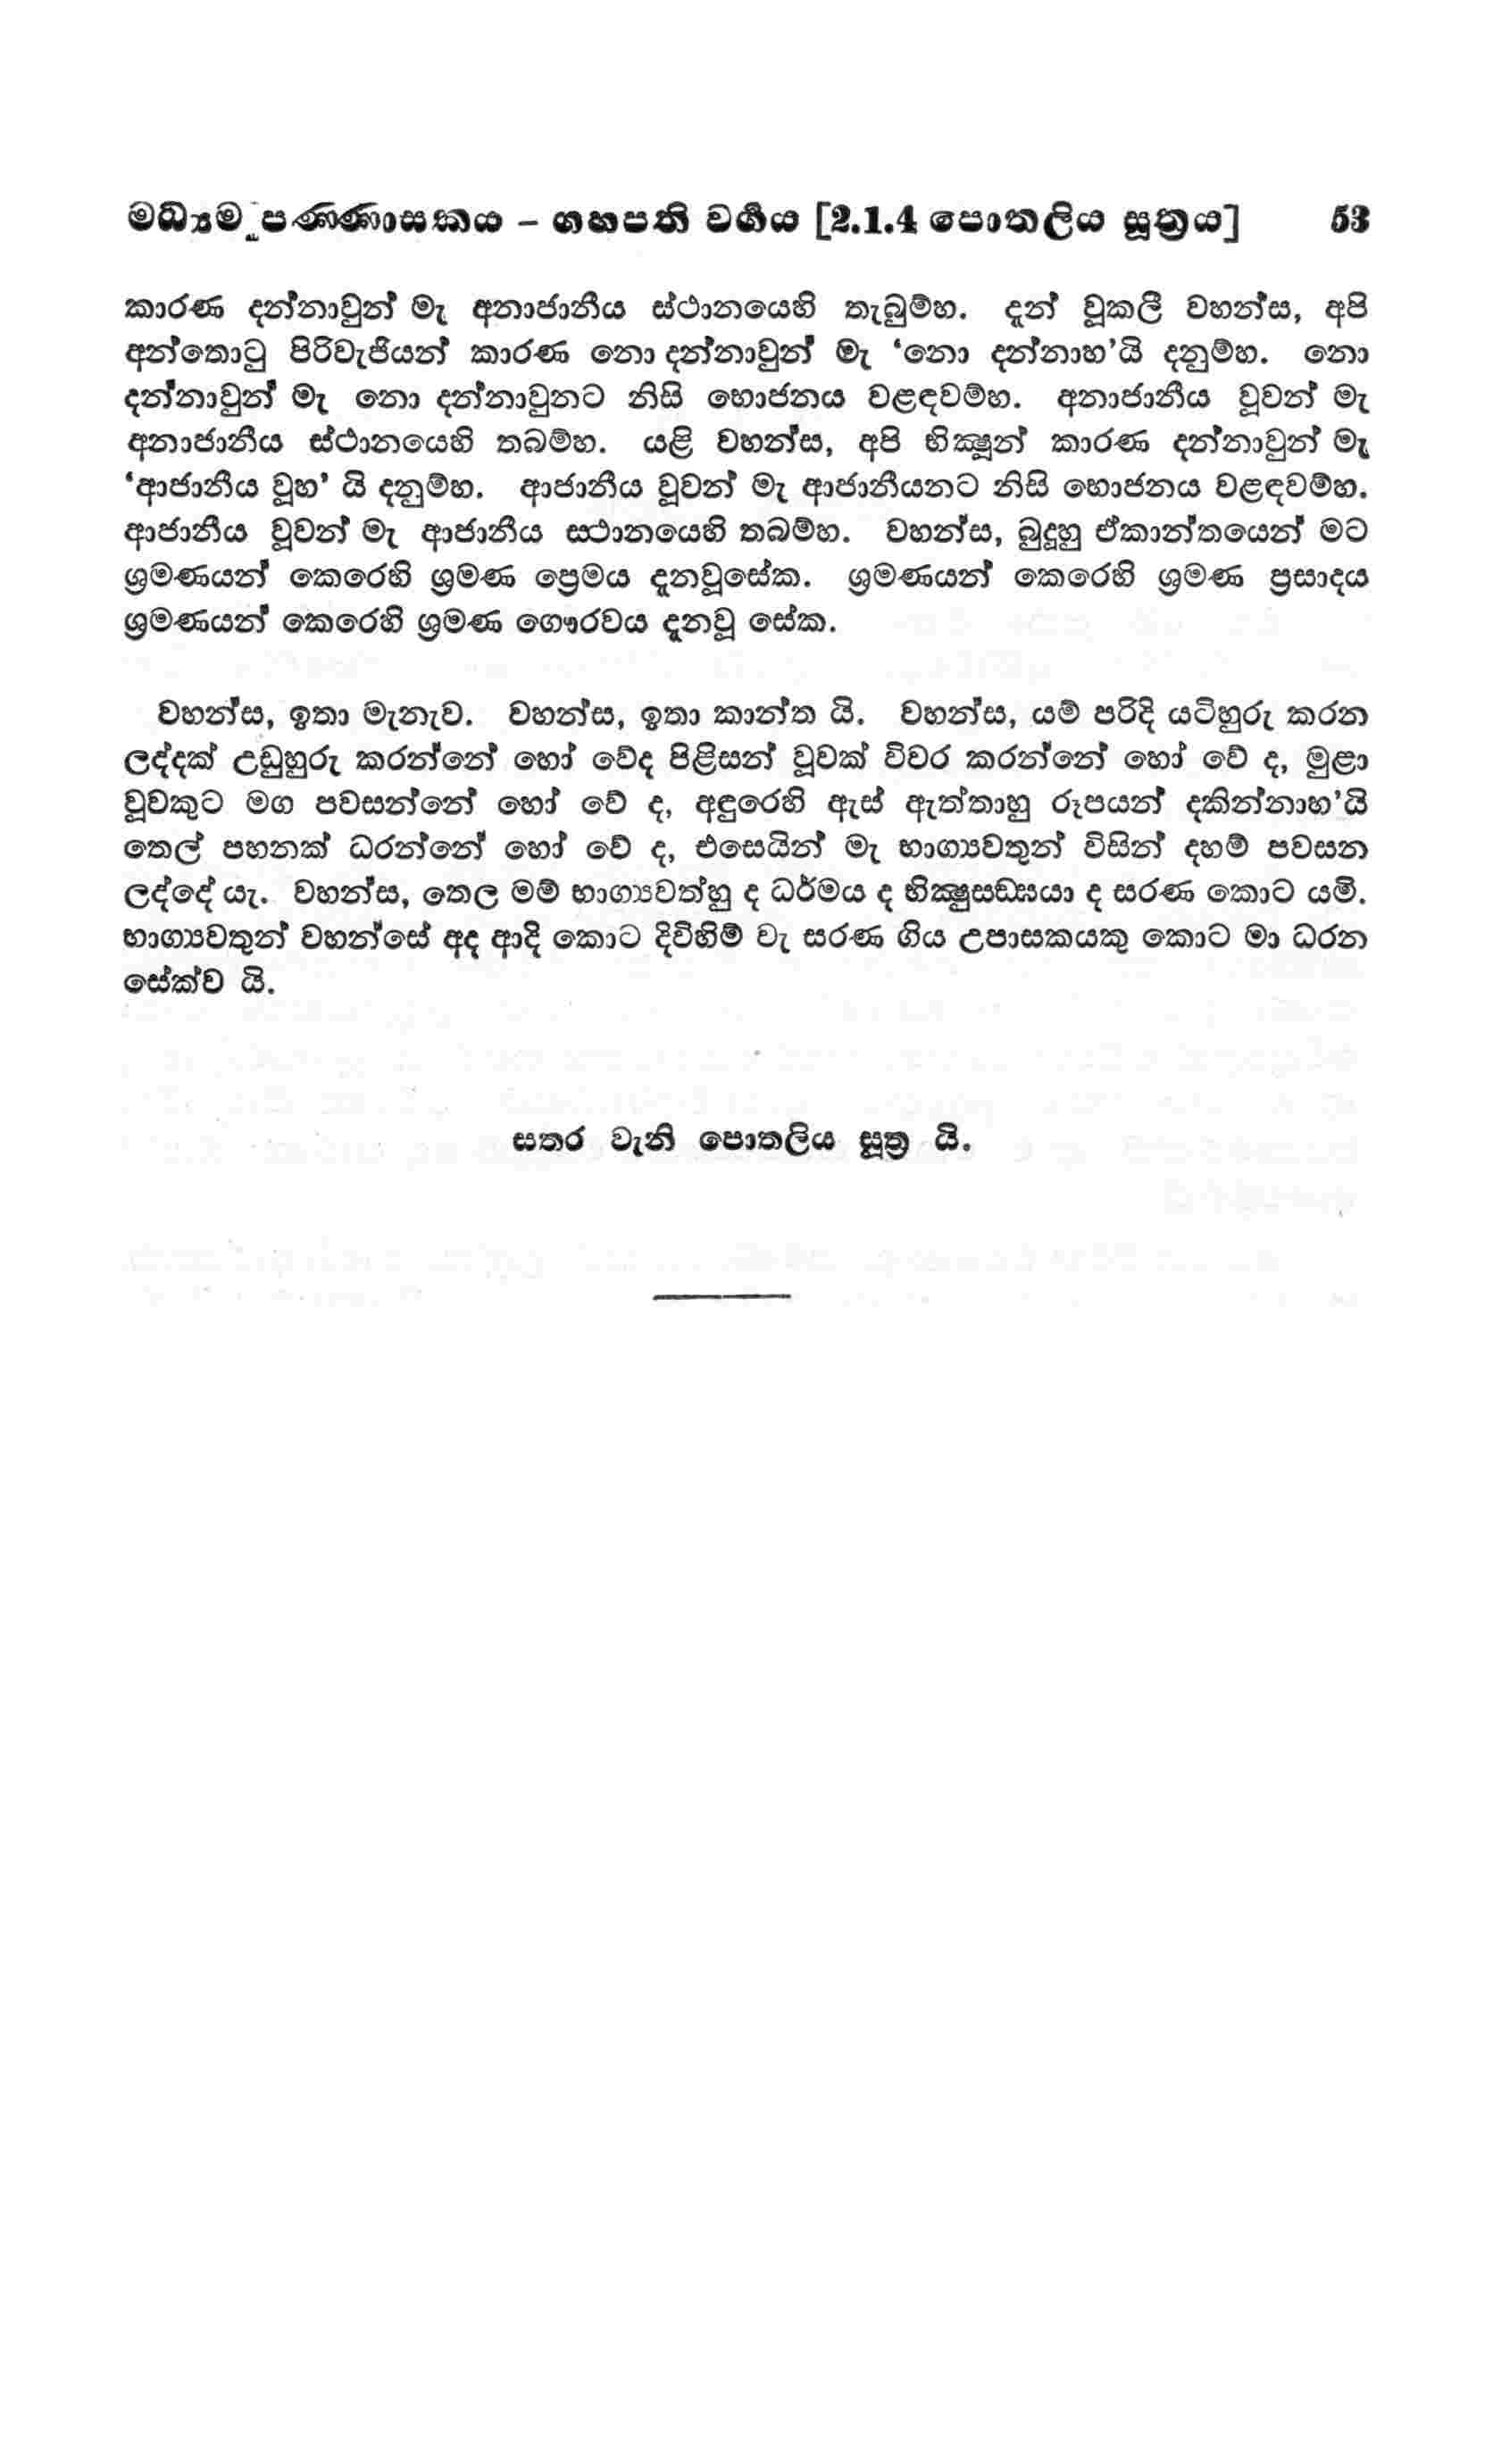 මධ්‍යම පණ්ණාසකය – ගහපති වර්ගය [2.1.4 පොතලිය සූත්‍රය] 53
කාරණ දන්නාවුන් මැ අනාජානීය ස්ථානයෙහි තැබුම්හ. දැන් වූකලී වහන්ස, අපි
අන්තොටු පිරිවැජියන් කාරණ නො දන්නාවුන් මැ ‘නො දන්නාහ’යි දනුම්හ. නො
දන්නාවුන් මැ නො දන්නාවුනට නිසි භොජනය වළඳවම්හ. අනාජානීය වූවන් මැ
අනාජානීය ස්ථානයෙහි තබම්හ. යළි වහන්ස, අපි භික්‍ෂූන් කාරණ දන්නාවුන් මැ
‘ආජානීය වූහ’ යි දනුම්හ. ආජානීය වූවන් මැ ආජානීයනට නිසි භොජනය වළඳවම්හ.
ආජානීය වූවන් මැ ආජානීය ස්‍ථානයෙහි තබම්හ. වහන්ස, බුදුහු ඒකාන්තයෙන් මට
ශ්‍රමණයන් කෙරෙහි ශ්‍රමණ ප්‍රෙමය දැනවූසේක. ශ්‍රමණයන් කෙරෙහි ශ්‍රමණ ප්‍රසාදය
ශ්‍රමණයන් කෙරෙහි ශ්‍රමණ ගෞරවය දැනවූ සේක.
වහන්ස, ඉතා මැනැව. වහන්ස, ඉතා කාන්ත යි. වහන්ස, යම් පරිදි යටිහුරු කරන
ලද්දක් උඩුහුරු කරන්නේ හෝ වේද පිළිසන් වූවක් විවර කරන්නේ හෝ වේ ද, මුළා
වූවකුට මග පවසන්නේ හෝ වේ ද, අඳුරෙහි ඇස් ඇත්තාහු රූපයන් දකින්නාහ’යි
තෙල් පහනක් ධරන්නේ හෝ වේ ද, එසෙයින් මැ භාග්‍යවතුන් විසින් දහම් පවසන
ලද්දේ යැ. වහන්ස, තෙල මම් භාග්‍යවත්හු ද ධර්මය ද භික්‍ෂුසඞ්ඝයා ද සරණ කොට යමි.
භාග්‍යවතුන් වහන්සේ අද ආදි කොට දිවිහිම් වැ සරණ ගිය උපාසකයකු කොට මා ධරන
සේක්ව යි.
සතර වැනි පොතලිය සූත්‍ර යි.